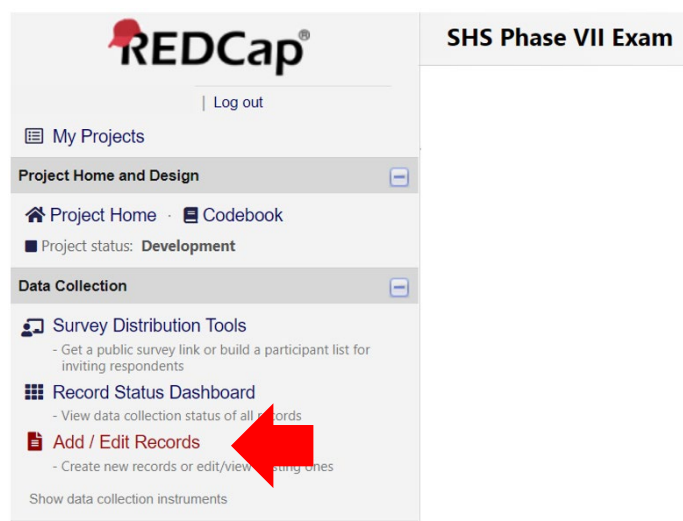 REDCap®
SHS Phase VII Exam
| Log out
My Projects
Project Home and Design
Project Home · Codebook
Project status: Development
Data Collection
Survey Distribution Tools
- Get a public survey link or build a participant list for
inviting respondents
Record Status Dashboard
- View data collection status of all records
Add / Edit Records
- Create new records or edit/view existing ones
Show data collection instruments